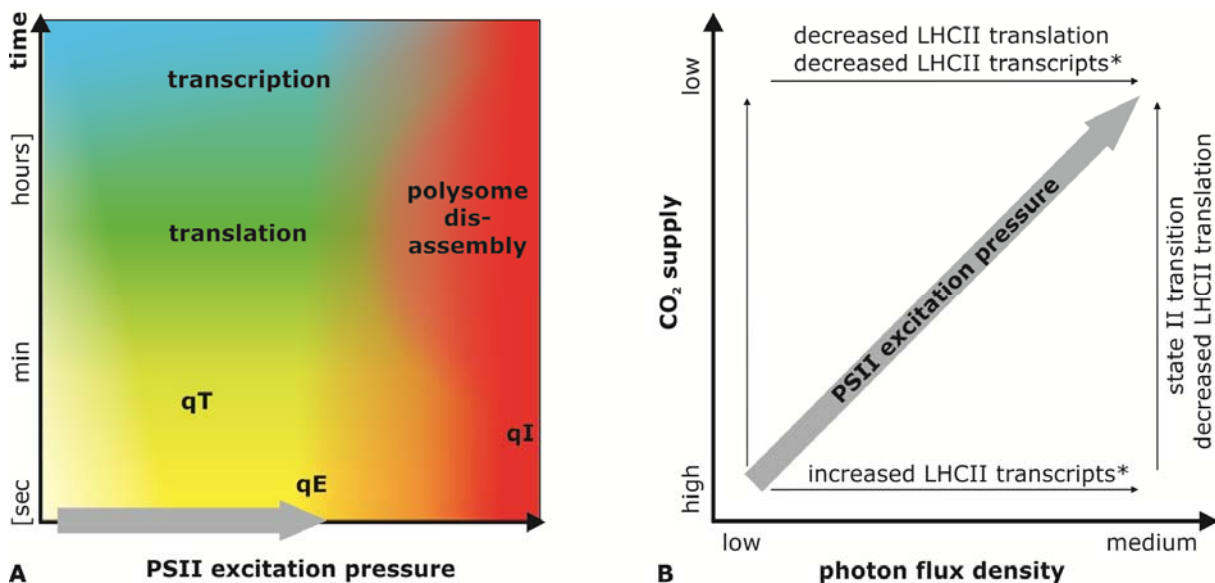 time
hours]
min
[sec
transcription
translation
polysome
dis-
assembly
qT
qI
qE
PSII excitation pressure
A
CO₂ supply
low
high
decreased LHCII translation
decreased LHCII transcripts*
PSII excitation pressure
state II transition
decreased LHCII translation
increased LHCII transcripts*
low
medium
B
photon flux density